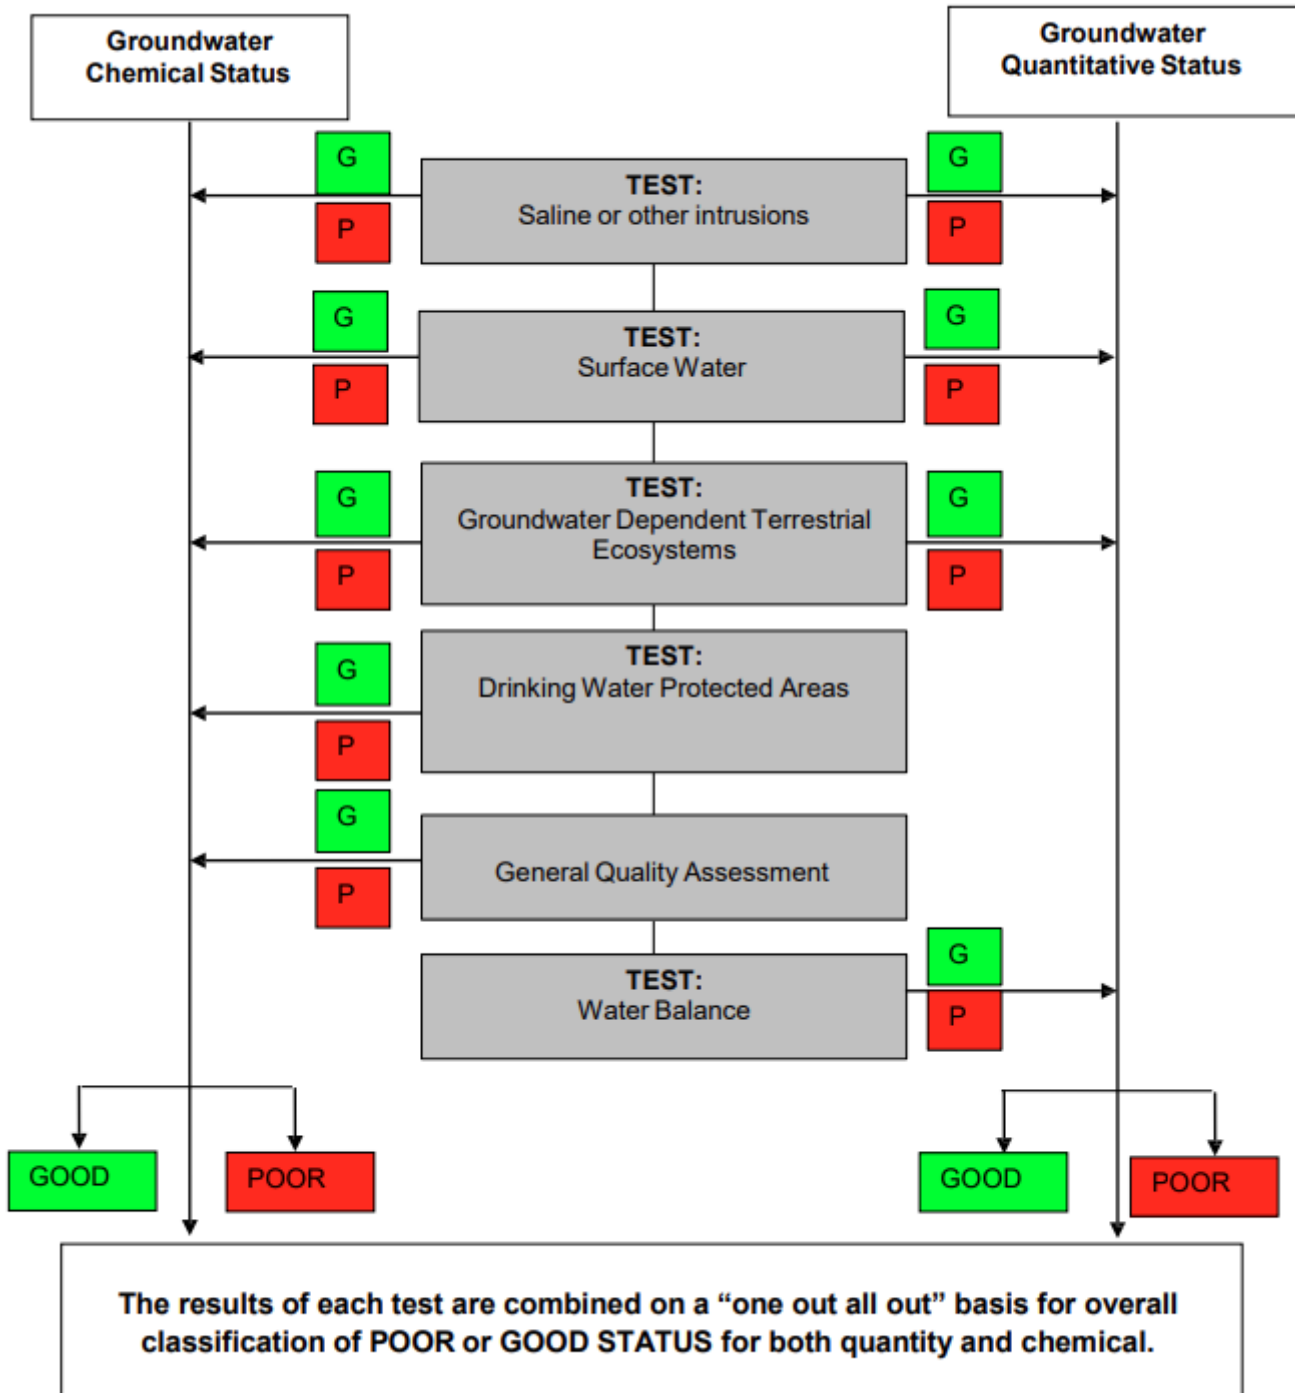 Groundwater
Chemical Status
Groundwater
Quantitative Status
G
P
TEST:
Saline or other intrusions
G
P
G
P
TEST:
Surface Water
G
P
G
P
TEST:
Groundwater Dependent Terrestrial
Ecosystems
G
P
G
P
TEST:
Drinking Water Protected Areas
G
P
General Quality Assessment
TEST:
Water Balance
G
P
GOOD
POOR
GOOD
POOR
The results of each test are combined on a “one out all out” basis for overall
classification of POOR or GOOD STATUS for both quantity and chemical.